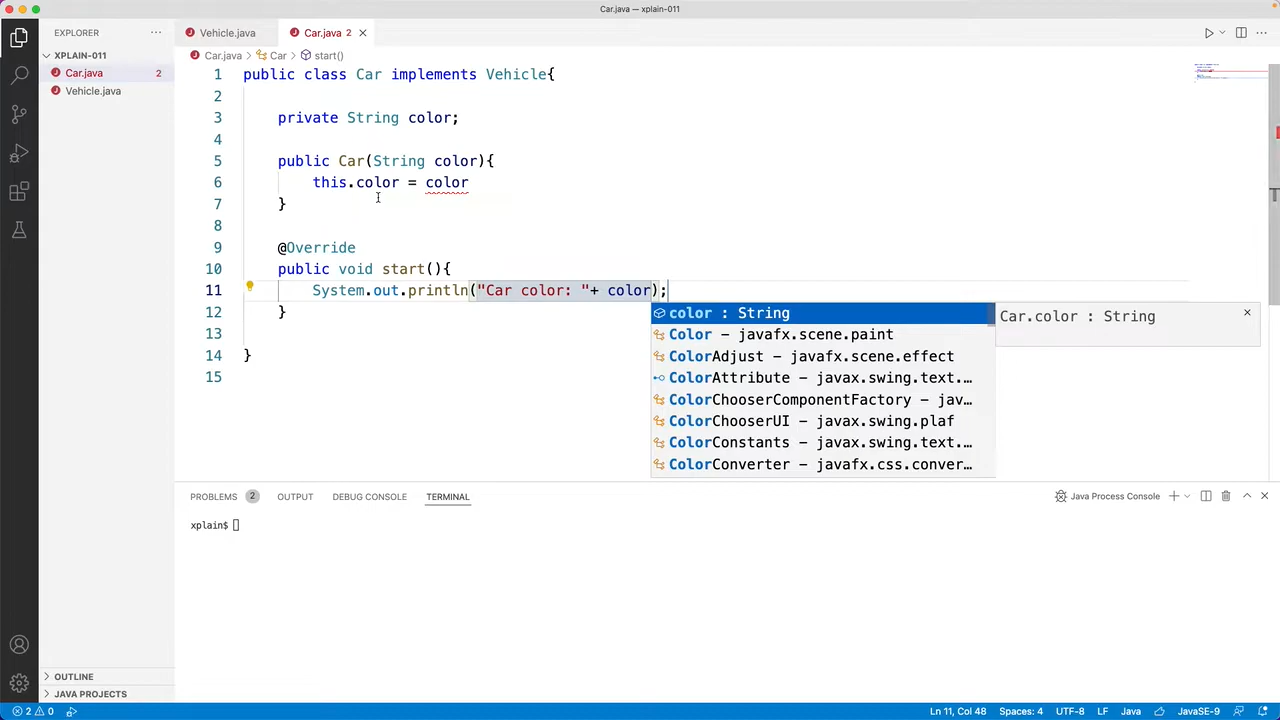 Car.java — xplain-011
EXPLORER
XPLAIN-011
Car.java 2
Vehicle.java
OUTLINE
JAVA PROJECTS
Vehicle.java
Car.java 2
Car.java > Car > start()
1 public class Car implements Vehicle{
2
3 private String color;
4
5 public Car(String color){
6 this.color = color
7 }
8
9 @Override
10 public void start(){
11 System.out.println("Car color: "+ color);
12 }
13
14 }
15
color : String
Color – javafx.scene.paint
ColorAdjust – javafx.scene.effect
ColorAttribute – javax.swing.text.…
ColorChooserComponentFactory – jav…
ColorChooserUI – javax.swing.plaf
ColorConstants – javax.swing.text.…
ColorConverter – javafx.css.conver…
Car.color : String
PROBLEMS 2 OUTPUT DEBUG CONSOLE TERMINAL
Java Process Console
xplain$
2 0
Ln 11, Col 48 Spaces: 4 UTF-8 LF Java JavaSE-9